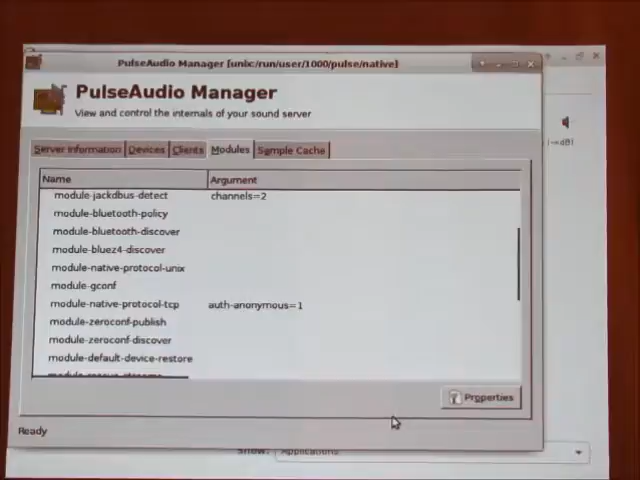 PulseAudio Manager [unix:/run/user/1000/pulse/native]
PulseAudio Manager
View and control the internals of your sound server
Server Information Devices Clients Modules Sample Cache
Name Argument
module-jackdbus-detect channels=2
module-bluetooth-policy
module-bluetooth-discover
module-bluez4-discover
module-native-protocol-unix
module-gconf
module-native-protocol-tcp auth-anonymous=1
module-zeroconf-publish
module-zeroconf-discover
module-default-device-restore
Properties
Ready
Show: Applications